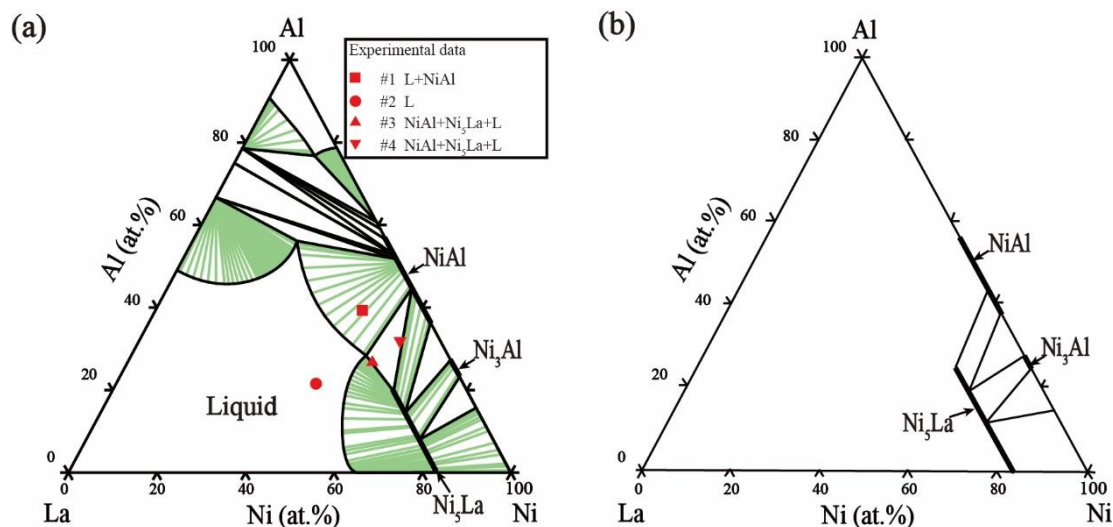 (a)
Al
100
80
60
40
20
0
Al (at.%)
Experimental data
#1 L+NiAl
#2 L
#3 NiAl+Ni₅La+L
#4 NiAl+Ni₅La+L
NiAl
Ni₃Al
Liquid
Ni₅La
0 20 40 60 80 100
La Ni (at.%) Ni
(b)
Al
100
80
60
40
20
0
Al (at.%)
NiAl
Ni₃Al
Ni₅La
0 20 40 60 80 100
La Ni (at.%) Ni